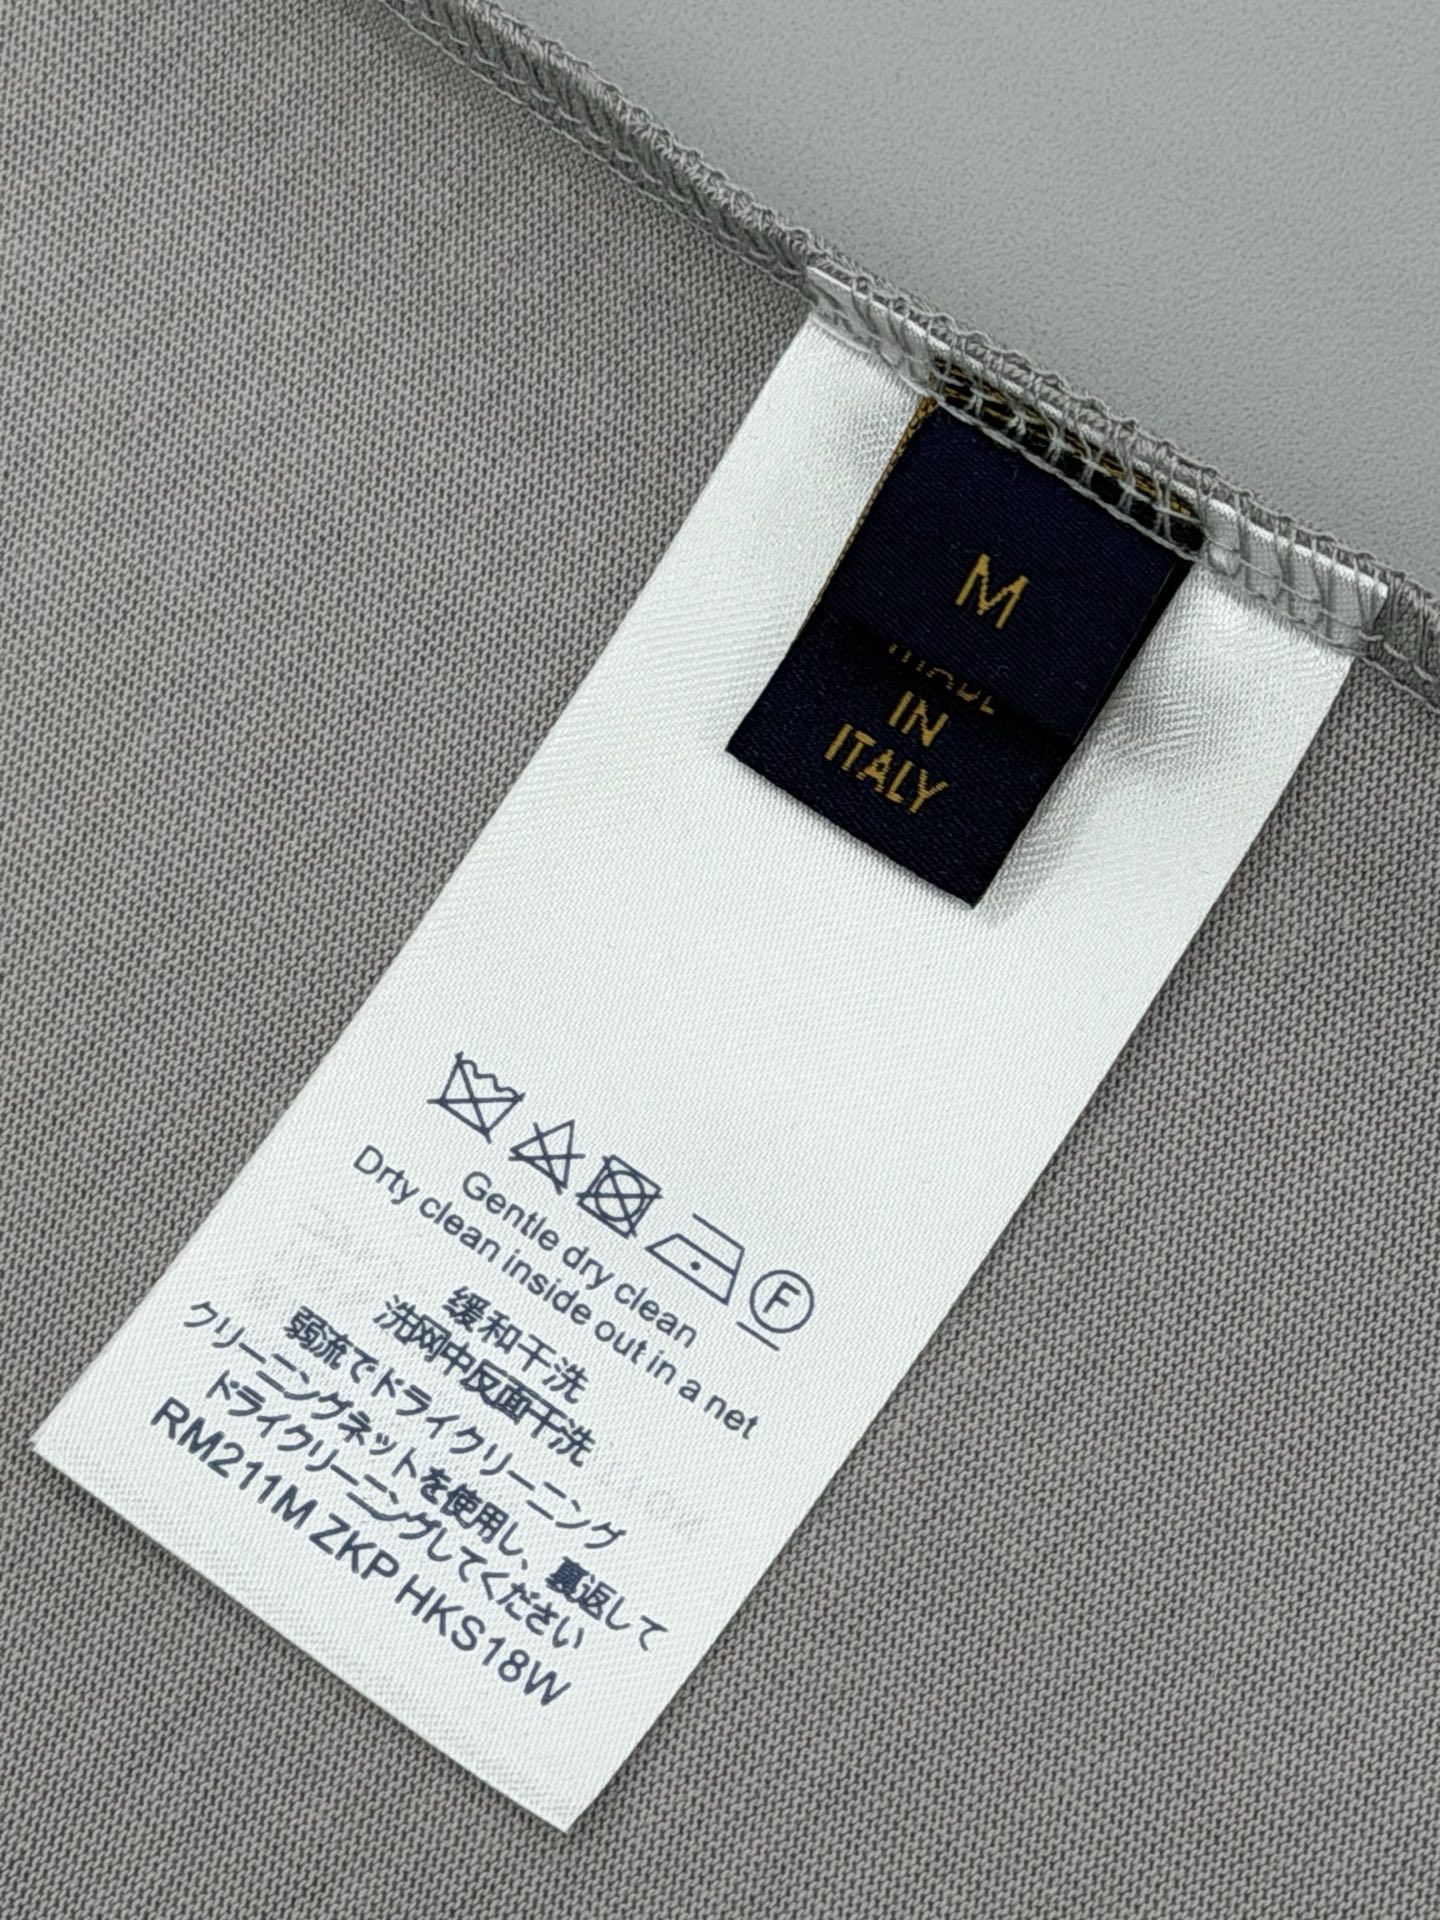 M
MADE
IN
ITALY
F
Gentle dry clean
Drty clean inside out in a net
缓和干洗
洗网中反面干洗
弱流でドライクリーニング
クリーニングネットを使用し、裏返して
ドライクリーニングしてください
RM211M ZKP HKS18W